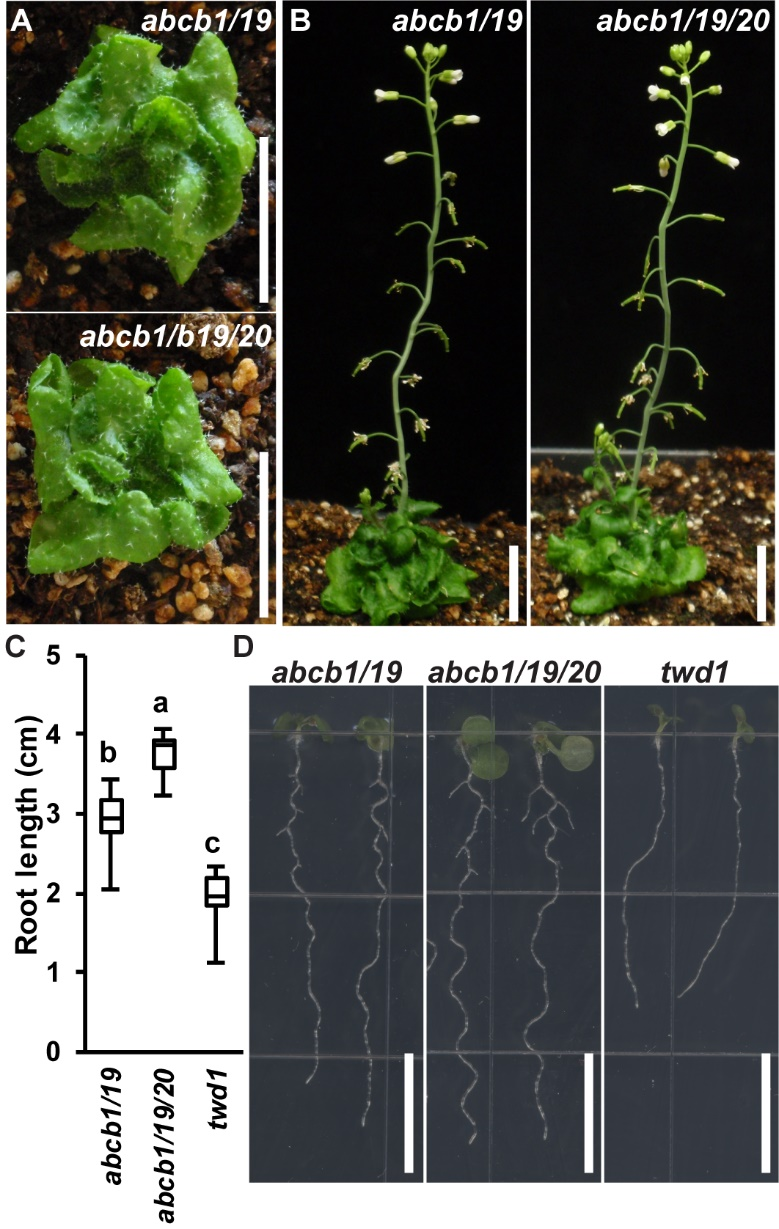 A
abcb1/19
abcb1/b19/20
B
abcb1/19
abcb1/19/20
C
5
4
3
2
1
0
Root length (cm)
b
a
c
abcb1/19
abcb1/19/20
twd1
D
abcb1/19
abcb1/19/20
twd1